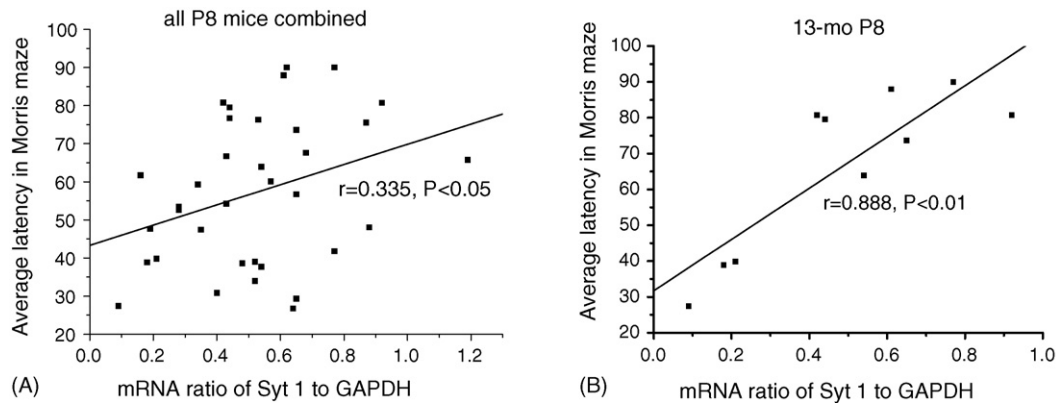 all P8 mice combined
Average latency in Morris maze
100
90
80
70
60
50
40
30
20
r=0.335, P<0.05
0.0 0.2 0.4 0.6 0.8 1.0 1.2
(A) mRNA ratio of Syt 1 to GAPDH
13-mo P8
Average latency in Morris maze
100
90
80
70
60
50
40
30
20
r=0.888, P<0.01
0.0 0.2 0.4 0.6 0.8 1.0
(B) mRNA ratio of Syt 1 to GAPDH